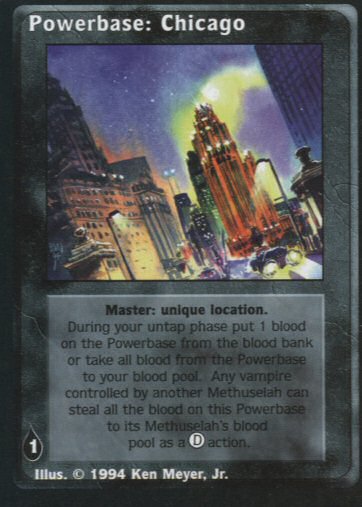 Powerbase: Chicago
Master: unique location.
During your untap phase put 1 blood
on the Powerbase from the blood bank
or take all blood from the Powerbase
to your blood pool. Any vampire
controlled by another Methuselah can
steal all the blood on this Powerbase
to its Methuselah's blood
pool as a D action.
1
Illus. © 1994 Ken Meyer, Jr.